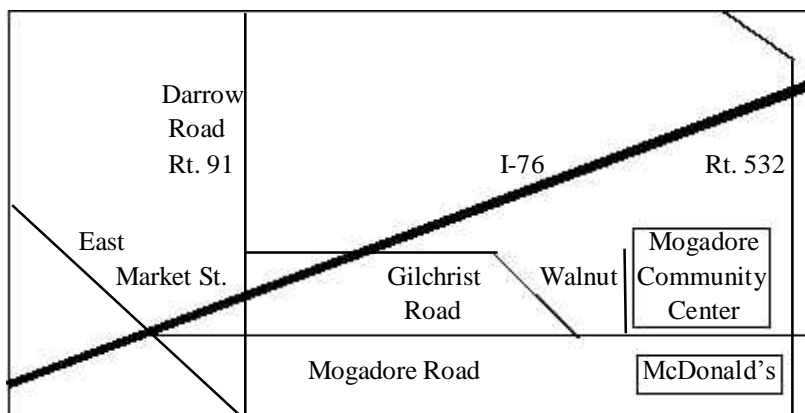 Darrow
Road
Rt. 91
I-76
Rt. 532
East
Market St.
Gilchrist
Road
Walnut
Mogadore
Community
Center
Mogadore Road
McDonald’s